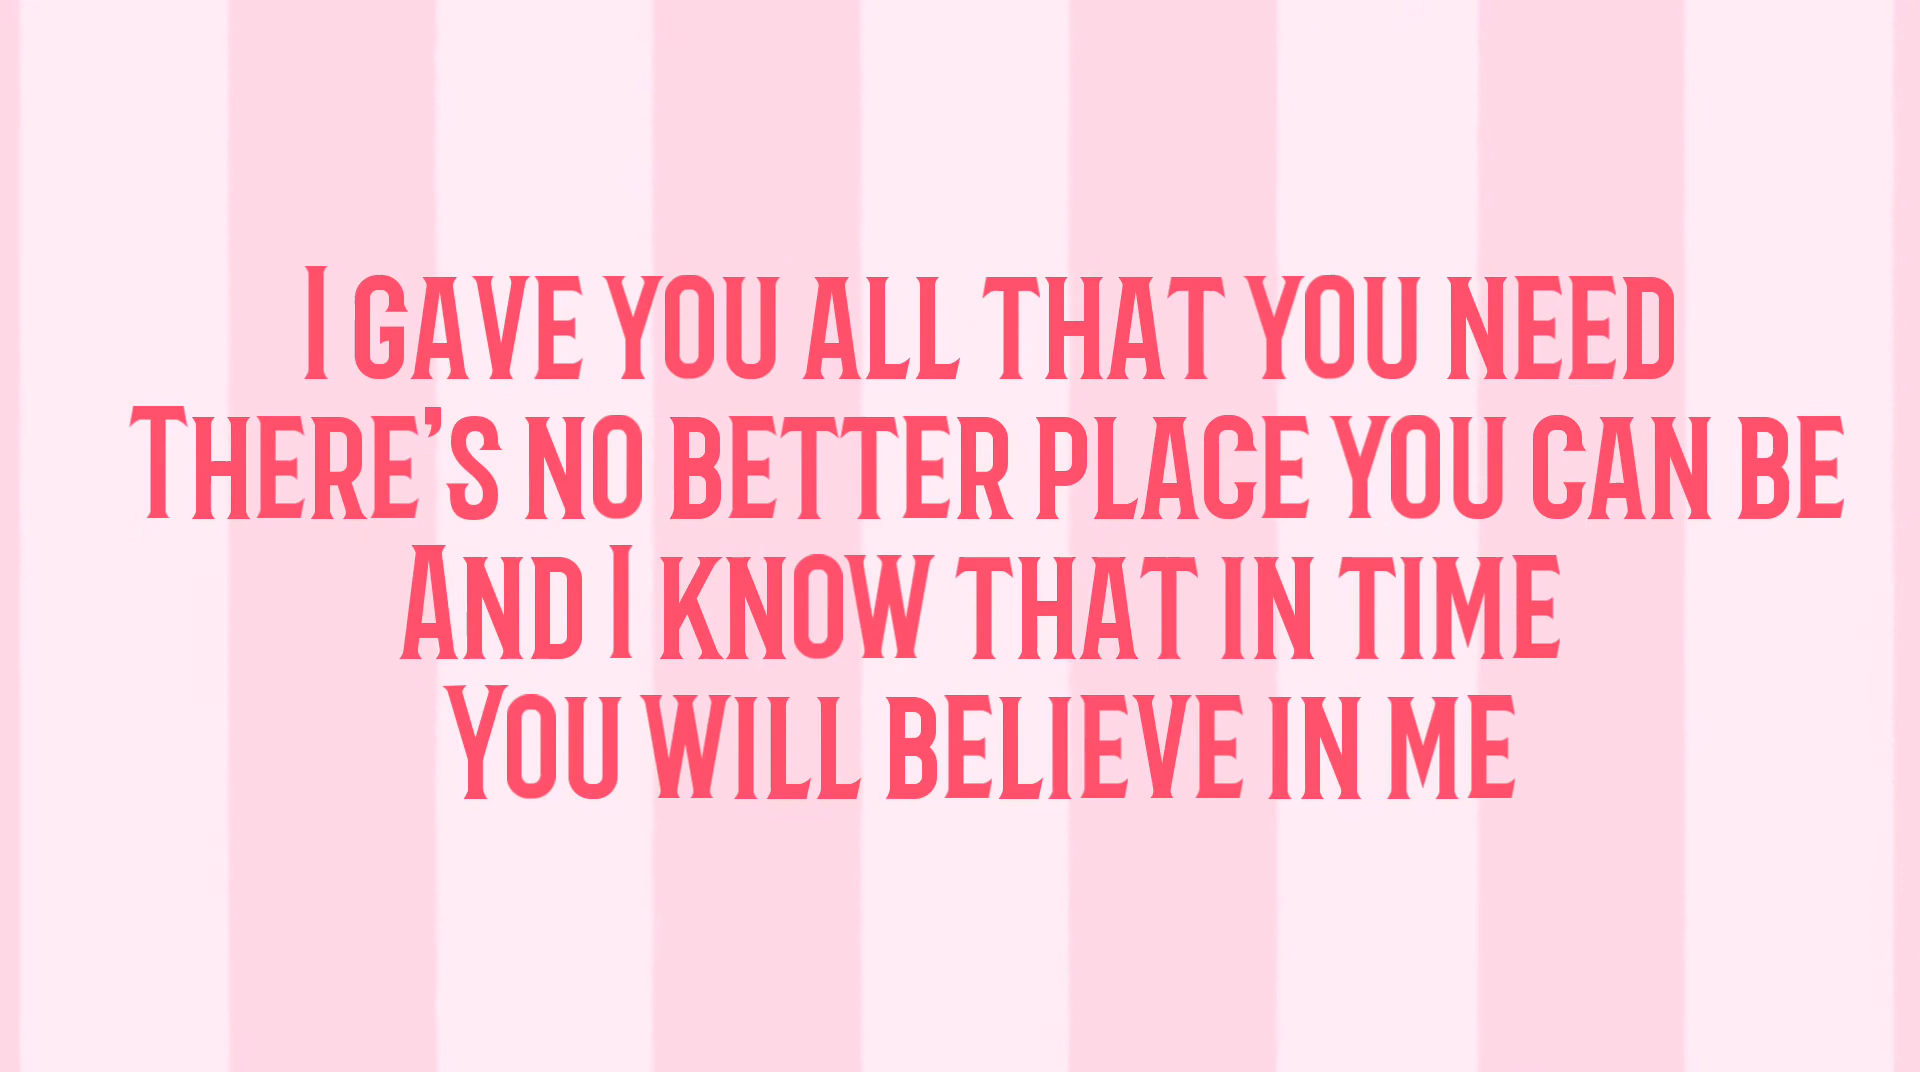 I gave you all that you need
There's no better place you can be
And I know that in time
You will believe in me